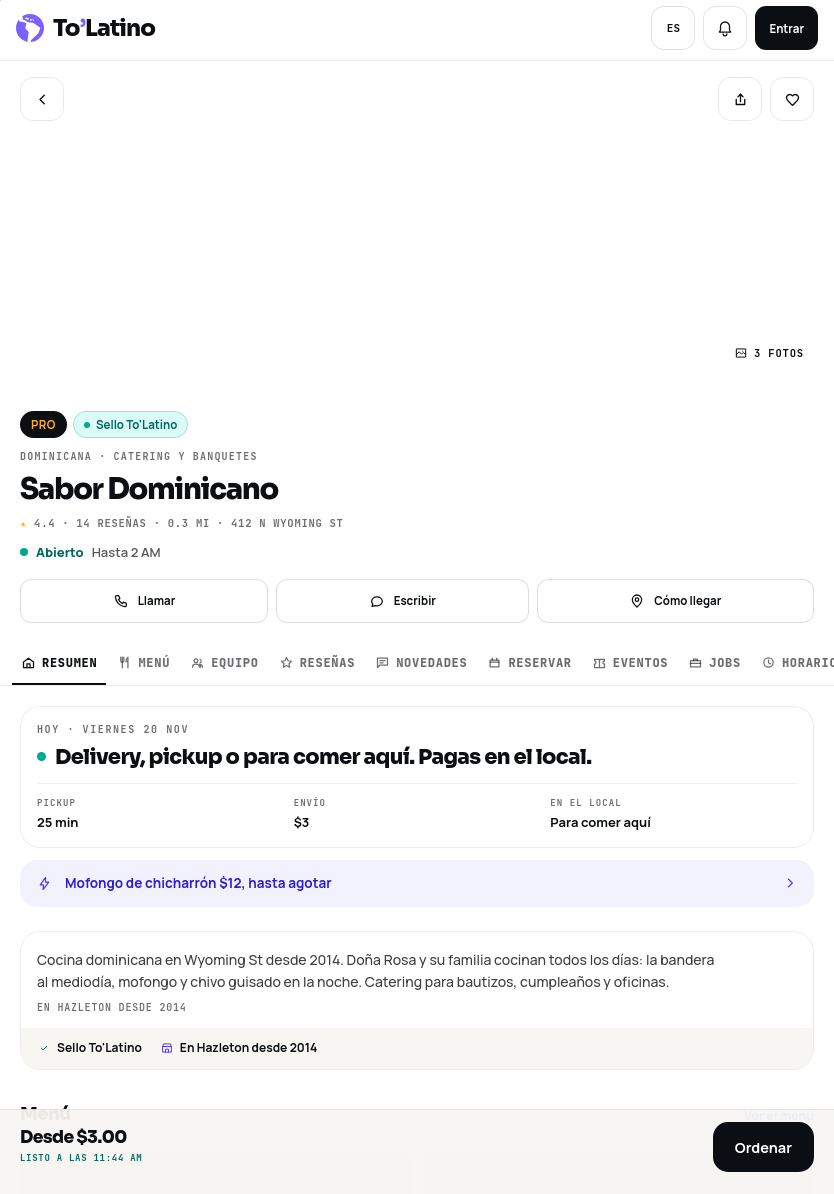 To'Latino
ES
Entrar
3 FOTOS
PRO
Sello To'Latino
DOMINICANA · CATERING Y BANQUETES
Sabor Dominicano
★ 4.4 · 14 RESEÑAS · 0.3 MI · 412 N WYOMING ST
Abierto Hasta 2 AM
Llamar
Escribir
Cómo llegar
RESUMEN
MENÚ
EQUIPO
RESEÑAS
NOVEDADES
RESERVAR
EVENTOS
JOBS
HORARIO
HOY · VIERNES 20 NOV
Delivery, pickup o para comer aquí. Pagas en el local.
PICKUP
25 min
ENVÍO
$3
EN EL LOCAL
Para comer aquí
Mofongo de chicharrón $12, hasta agotar
Cocina dominicana en Wyoming St desde 2014. Doña Rosa y su familia cocinan todos los días: la bandera
al mediodía, mofongo y chivo guisado en la noche. Catering para bautizos, cumpleaños y oficinas.
EN HAZLETON DESDE 2014
Sello To'Latino
En Hazleton desde 2014
Menú
Ver el menú
Desde $3.00
LISTO A LAS 11:44 AM
Ordenar